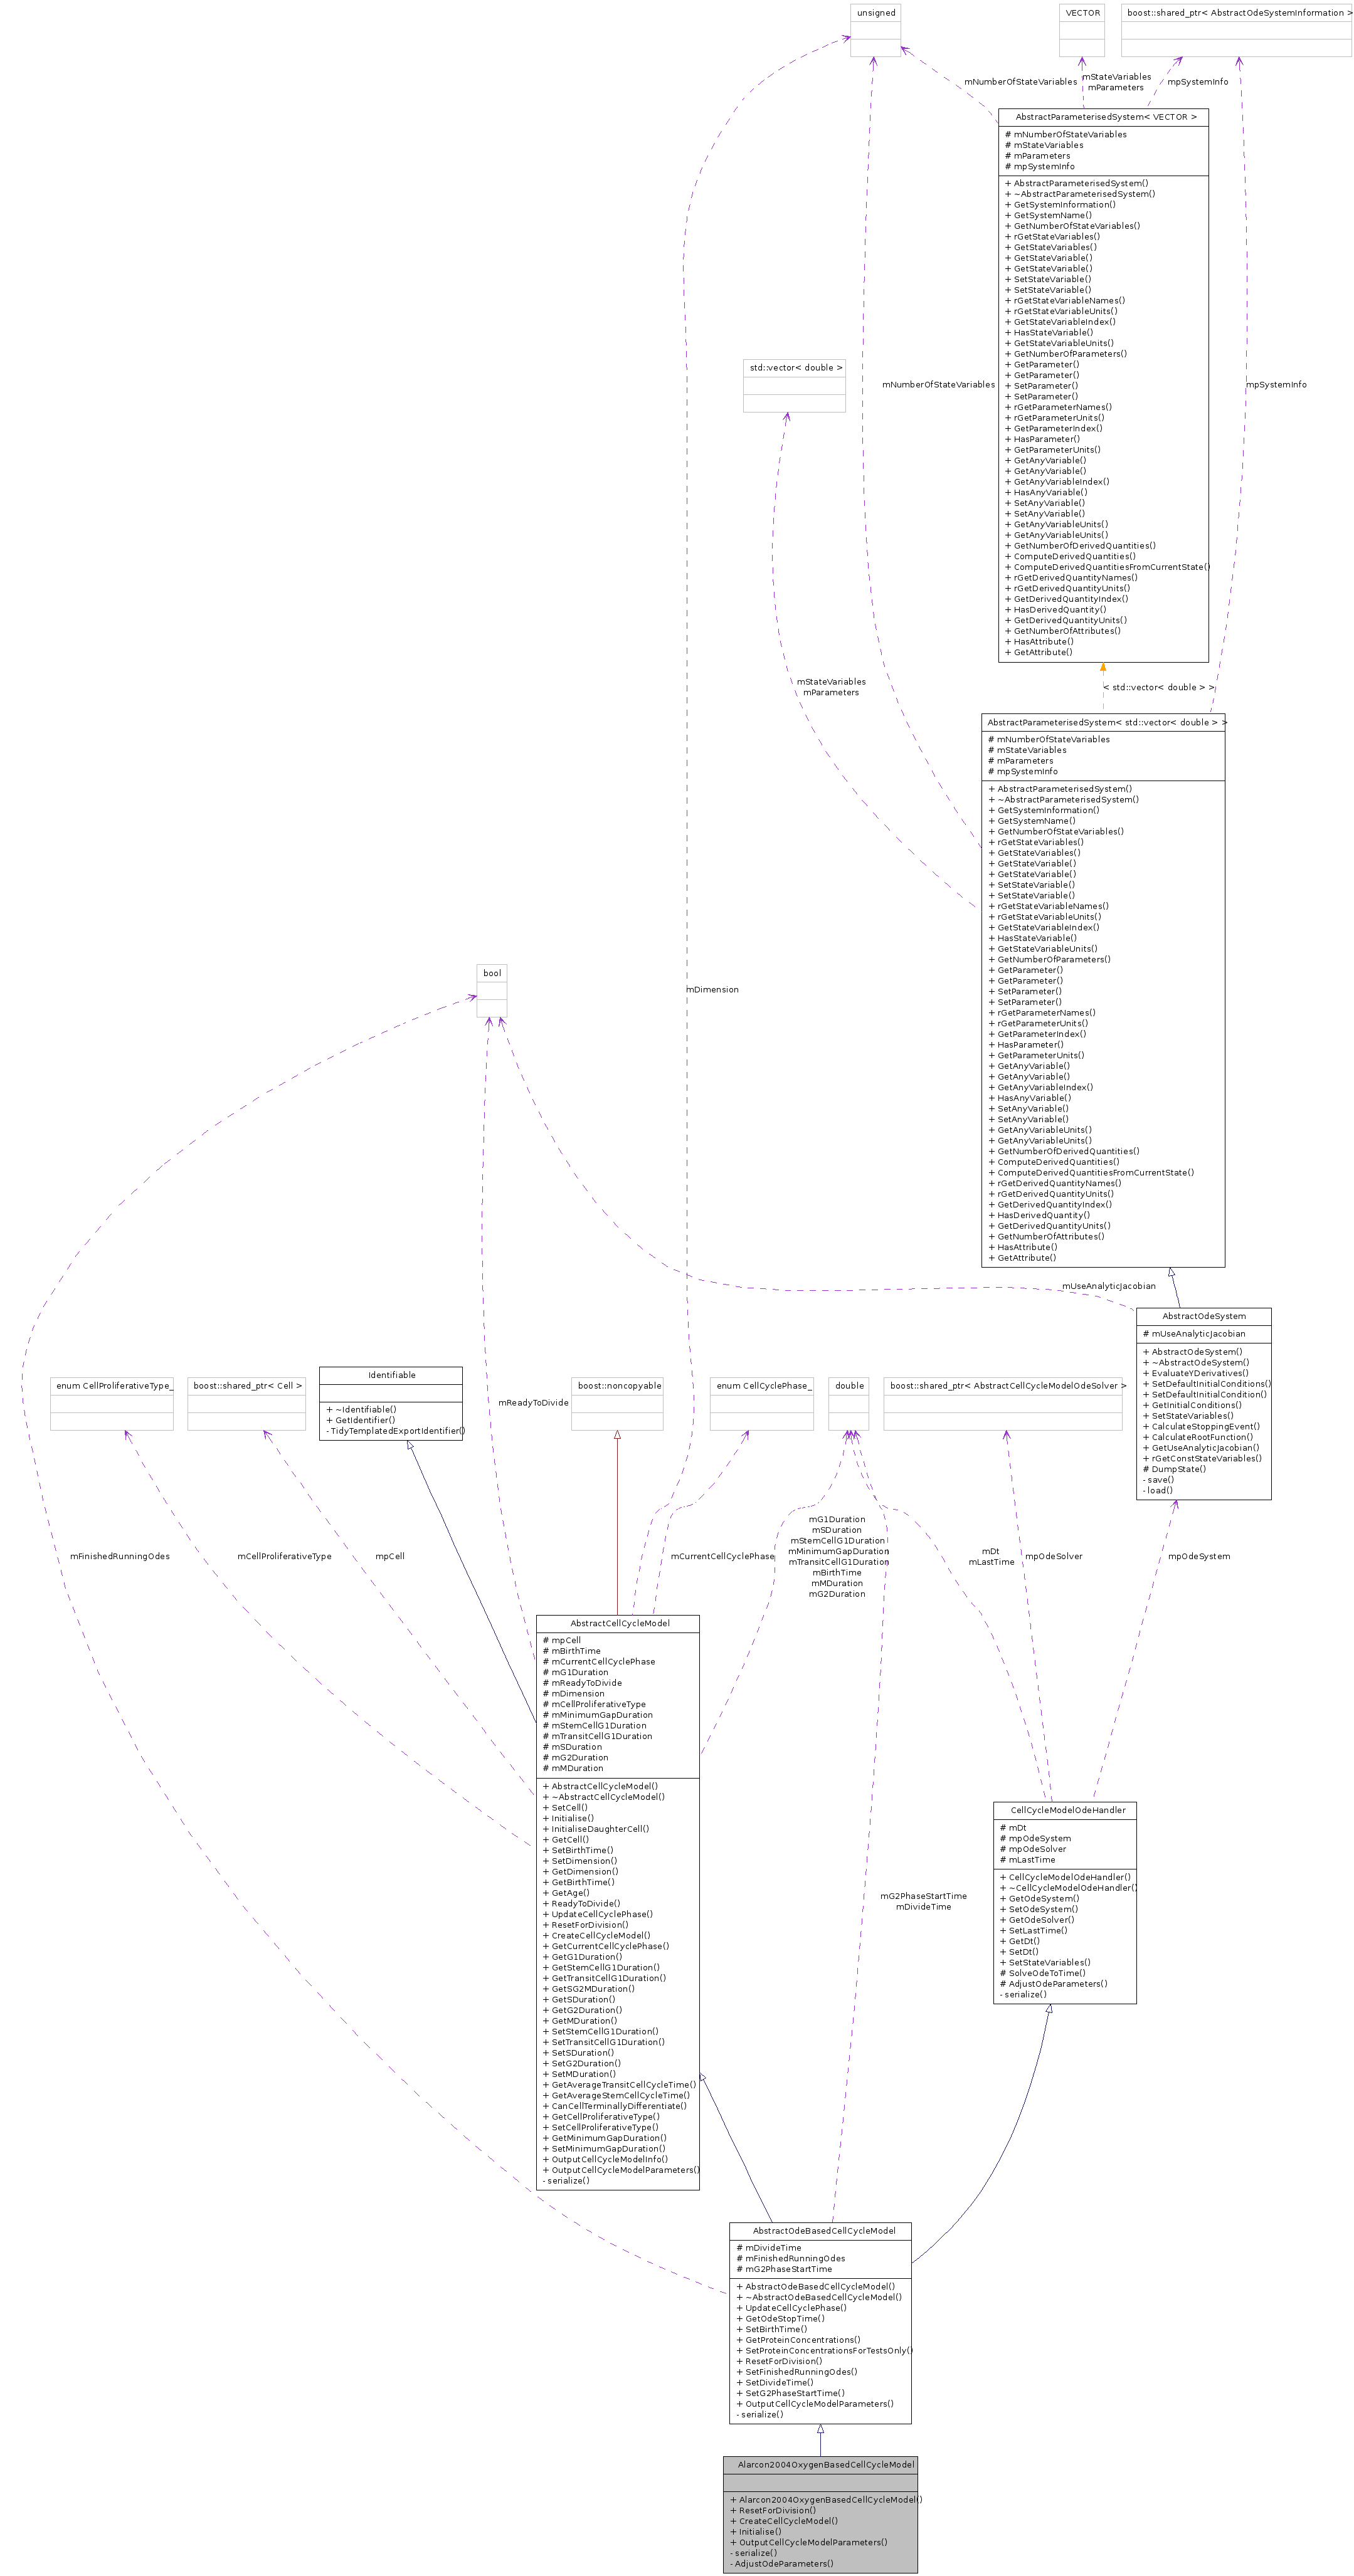 unsigned
VECTOR
boost::shared_ptr< AbstractOdeSystemInformation >
mNumberOfStateVariables
mStateVariables
mParameters
mpSystemInfo
AbstractParameterisedSystem< VECTOR >
# mNumberOfStateVariables
# mStateVariables
# mParameters
# mpSystemInfo
+ AbstractParameterisedSystem()
+ ~AbstractParameterisedSystem()
+ GetSystemInformation()
+ GetSystemName()
+ GetNumberOfStateVariables()
+ rGetStateVariables()
+ GetStateVariables()
+ GetStateVariable()
+ GetStateVariable()
+ SetStateVariable()
+ SetStateVariable()
+ rGetStateVariableNames()
+ rGetStateVariableUnits()
+ GetStateVariableIndex()
+ HasStateVariable()
+ GetStateVariableUnits()
+ GetNumberOfParameters()
+ GetParameter()
+ GetParameter()
+ SetParameter()
+ SetParameter()
+ rGetParameterNames()
+ rGetParameterUnits()
+ GetParameterIndex()
+ HasParameter()
+ GetParameterUnits()
+ GetAnyVariable()
+ GetAnyVariable()
+ GetAnyVariableIndex()
+ HasAnyVariable()
+ SetAnyVariable()
+ SetAnyVariable()
+ GetAnyVariableUnits()
+ GetAnyVariableUnits()
+ GetNumberOfDerivedQuantities()
+ ComputeDerivedQuantities()
+ ComputeDerivedQuantitiesFromCurrentState()
+ rGetDerivedQuantityNames()
+ rGetDerivedQuantityUnits()
+ GetDerivedQuantityIndex()
+ HasDerivedQuantity()
+ GetDerivedQuantityUnits()
+ GetNumberOfAttributes()
+ HasAttribute()
+ GetAttribute()
std::vector< double >
mNumberOfStateVariables
mpSystemInfo
mStateVariables
mParameters
< std::vector< double > >
AbstractParameterisedSystem< std::vector< double > >
# mNumberOfStateVariables
# mStateVariables
# mParameters
# mpSystemInfo
+ AbstractParameterisedSystem()
+ ~AbstractParameterisedSystem()
+ GetSystemInformation()
+ GetSystemName()
+ GetNumberOfStateVariables()
+ rGetStateVariables()
+ GetStateVariables()
+ GetStateVariable()
+ GetStateVariable()
+ SetStateVariable()
+ SetStateVariable()
+ rGetStateVariableNames()
+ rGetStateVariableUnits()
+ GetStateVariableIndex()
+ HasStateVariable()
+ GetStateVariableUnits()
+ GetNumberOfParameters()
+ GetParameter()
+ GetParameter()
+ SetParameter()
+ SetParameter()
+ rGetParameterNames()
+ rGetParameterUnits()
+ GetParameterIndex()
+ HasParameter()
+ GetParameterUnits()
+ GetAnyVariable()
+ GetAnyVariable()
+ GetAnyVariableIndex()
+ HasAnyVariable()
+ SetAnyVariable()
+ SetAnyVariable()
+ GetAnyVariableUnits()
+ GetAnyVariableUnits()
+ GetNumberOfDerivedQuantities()
+ ComputeDerivedQuantities()
+ ComputeDerivedQuantitiesFromCurrentState()
+ rGetDerivedQuantityNames()
+ rGetDerivedQuantityUnits()
+ GetDerivedQuantityIndex()
+ HasDerivedQuantity()
+ GetDerivedQuantityUnits()
+ GetNumberOfAttributes()
+ HasAttribute()
+ GetAttribute()
bool
mDimension
mUseAnalyticJacobian
AbstractOdeSystem
# mUseAnalyticJacobian
+ AbstractOdeSystem()
+ ~AbstractOdeSystem()
+ EvaluateYDerivatives()
+ SetDefaultInitialConditions()
+ SetDefaultInitialCondition()
+ GetInitialConditions()
+ SetStateVariables()
+ CalculateStoppingEvent()
+ CalculateRootFunction()
+ GetUseAnalyticJacobian()
+ rGetConstStateVariables()
# DumpState()
- save()
- load()
enum CellProliferativeType_
boost::shared_ptr< Cell >
Identifiable
+ ~Identifiable()
+ GetIdentifier()
- TidyTemplatedExportIdentifier()
mReadyToDivide
boost::noncopyable
enum CellCyclePhase_
double
boost::shared_ptr< AbstractCellCycleModelOdeSolver >
mFinishedRunningOdes
mCellProliferativeType
mpCell
mCurrentCellCyclePhase
mG1Duration
mSDuration
mStemCellG1Duration
mMinimumGapDuration
mTransitCellG1Duration
mBirthTime
mMDuration
mG2Duration
mDt
mLastTime
mpOdeSolver
mpOdeSystem
AbstractCellCycleModel
# mpCell
# mBirthTime
# mCurrentCellCyclePhase
# mG1Duration
# mReadyToDivide
# mDimension
# mCellProliferativeType
# mMinimumGapDuration
# mStemCellG1Duration
# mTransitCellG1Duration
# mSDuration
# mG2Duration
# mMDuration
+ AbstractCellCycleModel()
+ ~AbstractCellCycleModel()
+ SetCell()
+ Initialise()
+ InitialiseDaughterCell()
+ GetCell()
+ SetBirthTime()
+ SetDimension()
+ GetDimension()
+ GetBirthTime()
+ GetAge()
+ ReadyToDivide()
+ UpdateCellCyclePhase()
+ ResetForDivision()
+ CreateCellCycleModel()
+ GetCurrentCellCyclePhase()
+ GetG1Duration()
+ GetStemCellG1Duration()
+ GetTransitCellG1Duration()
+ GetSG2MDuration()
+ GetSDuration()
+ GetG2Duration()
+ GetMDuration()
+ SetStemCellG1Duration()
+ SetTransitCellG1Duration()
+ SetSDuration()
+ SetG2Duration()
+ SetMDuration()
+ GetAverageTransitCellCycleTime()
+ GetAverageStemCellCycleTime()
+ CanCellTerminallyDifferentiate()
+ GetCellProliferativeType()
+ SetCellProliferativeType()
+ GetMinimumGapDuration()
+ SetMinimumGapDuration()
+ OutputCellCycleModelInfo()
+ OutputCellCycleModelParameters()
- serialize()
CellCycleModelOdeHandler
# mDt
# mpOdeSystem
# mpOdeSolver
# mLastTime
+ CellCycleModelOdeHandler()
+ ~CellCycleModelOdeHandler()
+ GetOdeSystem()
+ SetOdeSystem()
+ GetOdeSolver()
+ SetLastTime()
+ GetDt()
+ SetDt()
+ SetStateVariables()
# SolveOdeToTime()
# AdjustOdeParameters()
- serialize()
mG2PhaseStartTime
mDivideTime
AbstractOdeBasedCellCycleModel
# mDivideTime
# mFinishedRunningOdes
# mG2PhaseStartTime
+ AbstractOdeBasedCellCycleModel()
+ ~AbstractOdeBasedCellCycleModel()
+ UpdateCellCyclePhase()
+ GetOdeStopTime()
+ SetBirthTime()
+ GetProteinConcentrations()
+ SetProteinConcentrationsForTestsOnly()
+ ResetForDivision()
+ SetFinishedRunningOdes()
+ SetDivideTime()
+ SetG2PhaseStartTime()
+ OutputCellCycleModelParameters()
- serialize()
Alarcon2004OxygenBasedCellCycleModel
+ Alarcon2004OxygenBasedCellCycleModel()
+ ResetForDivision()
+ CreateCellCycleModel()
+ Initialise()
+ OutputCellCycleModelParameters()
- serialize()
- AdjustOdeParameters()